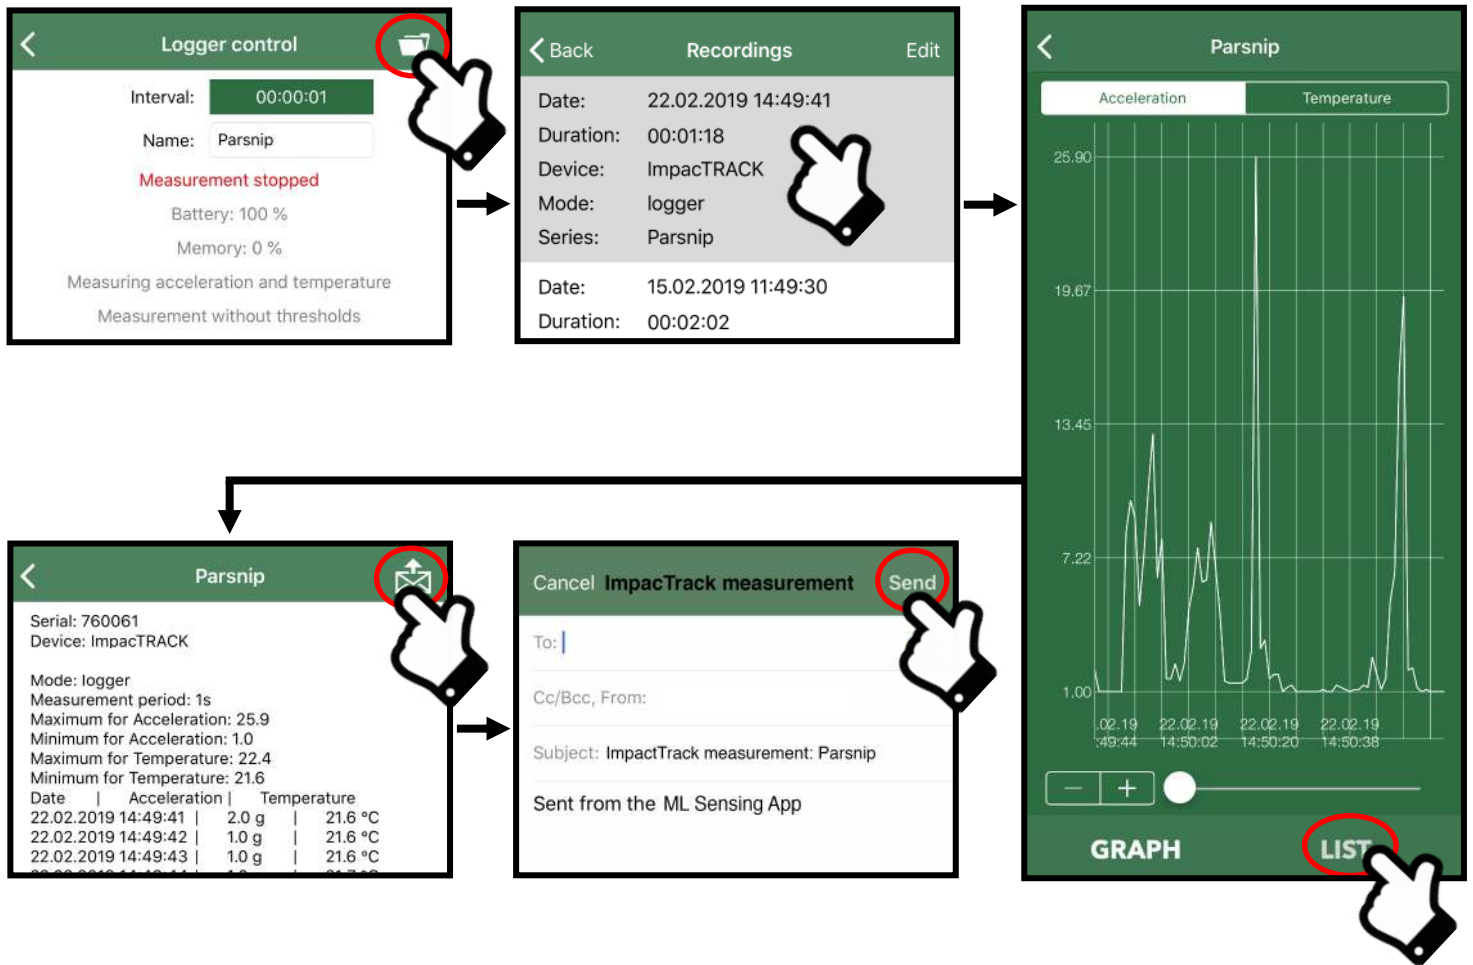 Logger control
Interval: 00:00:01
Name: Parsnip
Measurement stopped
Battery: 100 %
Memory: 0 %
Measuring acceleration and temperature
Measurement without thresholds
Back Recordings Edit
Date: 22.02.2019 14:49:41
Duration: 00:01:18
Device: ImpacTRACK
Mode: logger
Series: Parsnip
Date: 15.02.2019 11:49:30
Duration: 00:02:02
Parsnip
Acceleration Temperature
25.90
19.67
13.45
7.22
1.00
.02.19 22.02.19 22.02.19 22.02.19
:49:44 14:50:02 14:50:20 14:50:38
− +
GRAPH LIST
Parsnip
Serial: 760061
Device: ImpacTRACK
Mode: logger
Measurement period: 1s
Maximum for Acceleration: 25.9
Minimum for Acceleration: 1.0
Maximum for Temperature: 22.4
Minimum for Temperature: 21.6
Date | Acceleration | Temperature
22.02.2019 14:49:41 | 2.0 g | 21.6 °C
22.02.2019 14:49:42 | 1.0 g | 21.6 °C
22.02.2019 14:49:43 | 1.0 g | 21.6 °C
Cancel ImpacTrack measurement Send
To:
Cc/Bcc, From:
Subject: ImpactTrack measurement: Parsnip
Sent from the ML Sensing App